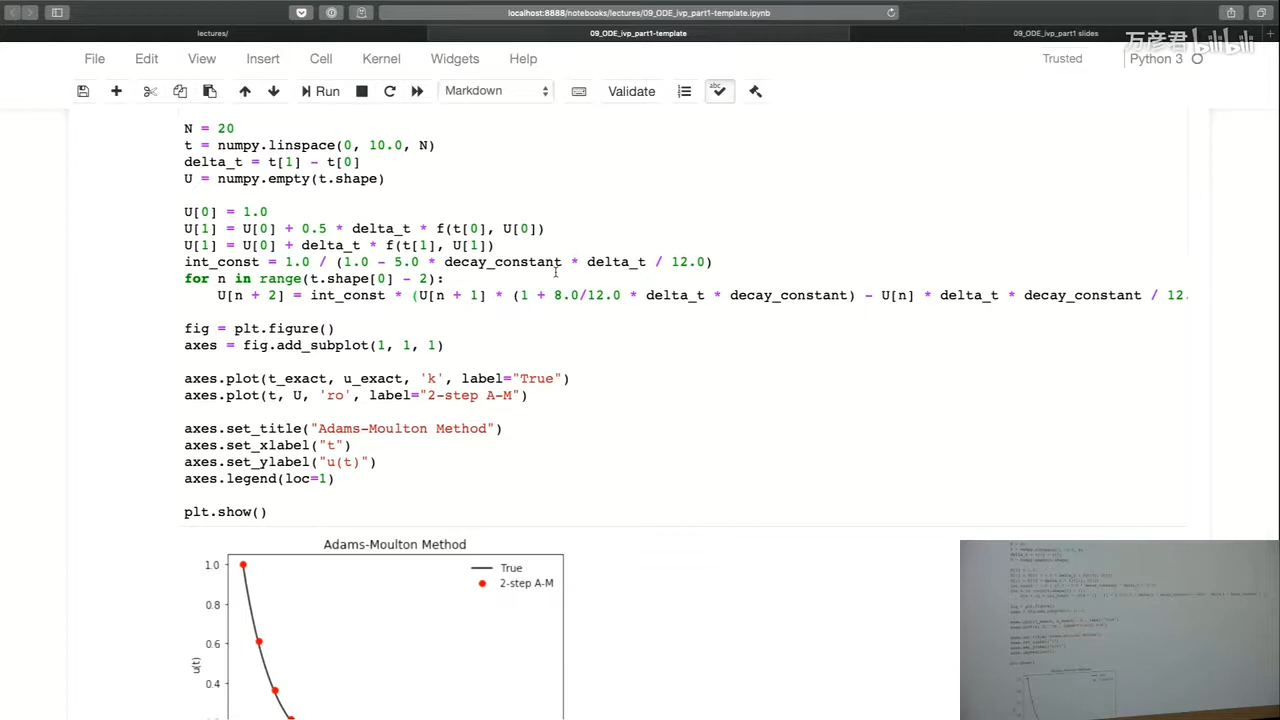 localhost:8888/notebooks/lectures/09_ODE_ivp_part1-template.ipynb
lectures/
09_ODE_ivp_part1-template
09_ODE_ivp_part1 slides
万彦君 bilibili
File Edit View Insert Cell Kernel Widgets Help
Trusted Python 3
Run Markdown Validate
N = 20
t = numpy.linspace(0, 10.0, N)
delta_t = t[1] - t[0]
U = numpy.empty(t.shape)
U[0] = 1.0
U[1] = U[0] + 0.5 * delta_t * f(t[0], U[0])
U[1] = U[0] + delta_t * f(t[1], U[1])
int_const = 1.0 / (1.0 - 5.0 * decay_constant * delta_t / 12.0)
for n in range(t.shape[0] - 2):
U[n + 2] = int_const * (U[n + 1] * (1 + 8.0/12.0 * delta_t * decay_constant) - U[n] * delta_t * decay_constant / 12.
fig = plt.figure()
axes = fig.add_subplot(1, 1, 1)
axes.plot(t_exact, u_exact, 'k', label="True")
axes.plot(t, U, 'ro', label="2-step A-M")
axes.set_title("Adams-Moulton Method")
axes.set_xlabel("t")
axes.set_ylabel("u(t)")
axes.legend(loc=1)
plt.show()
Adams-Moulton Method
True
2-step A-M
1.0
0.8
0.6
0.4
u(t)